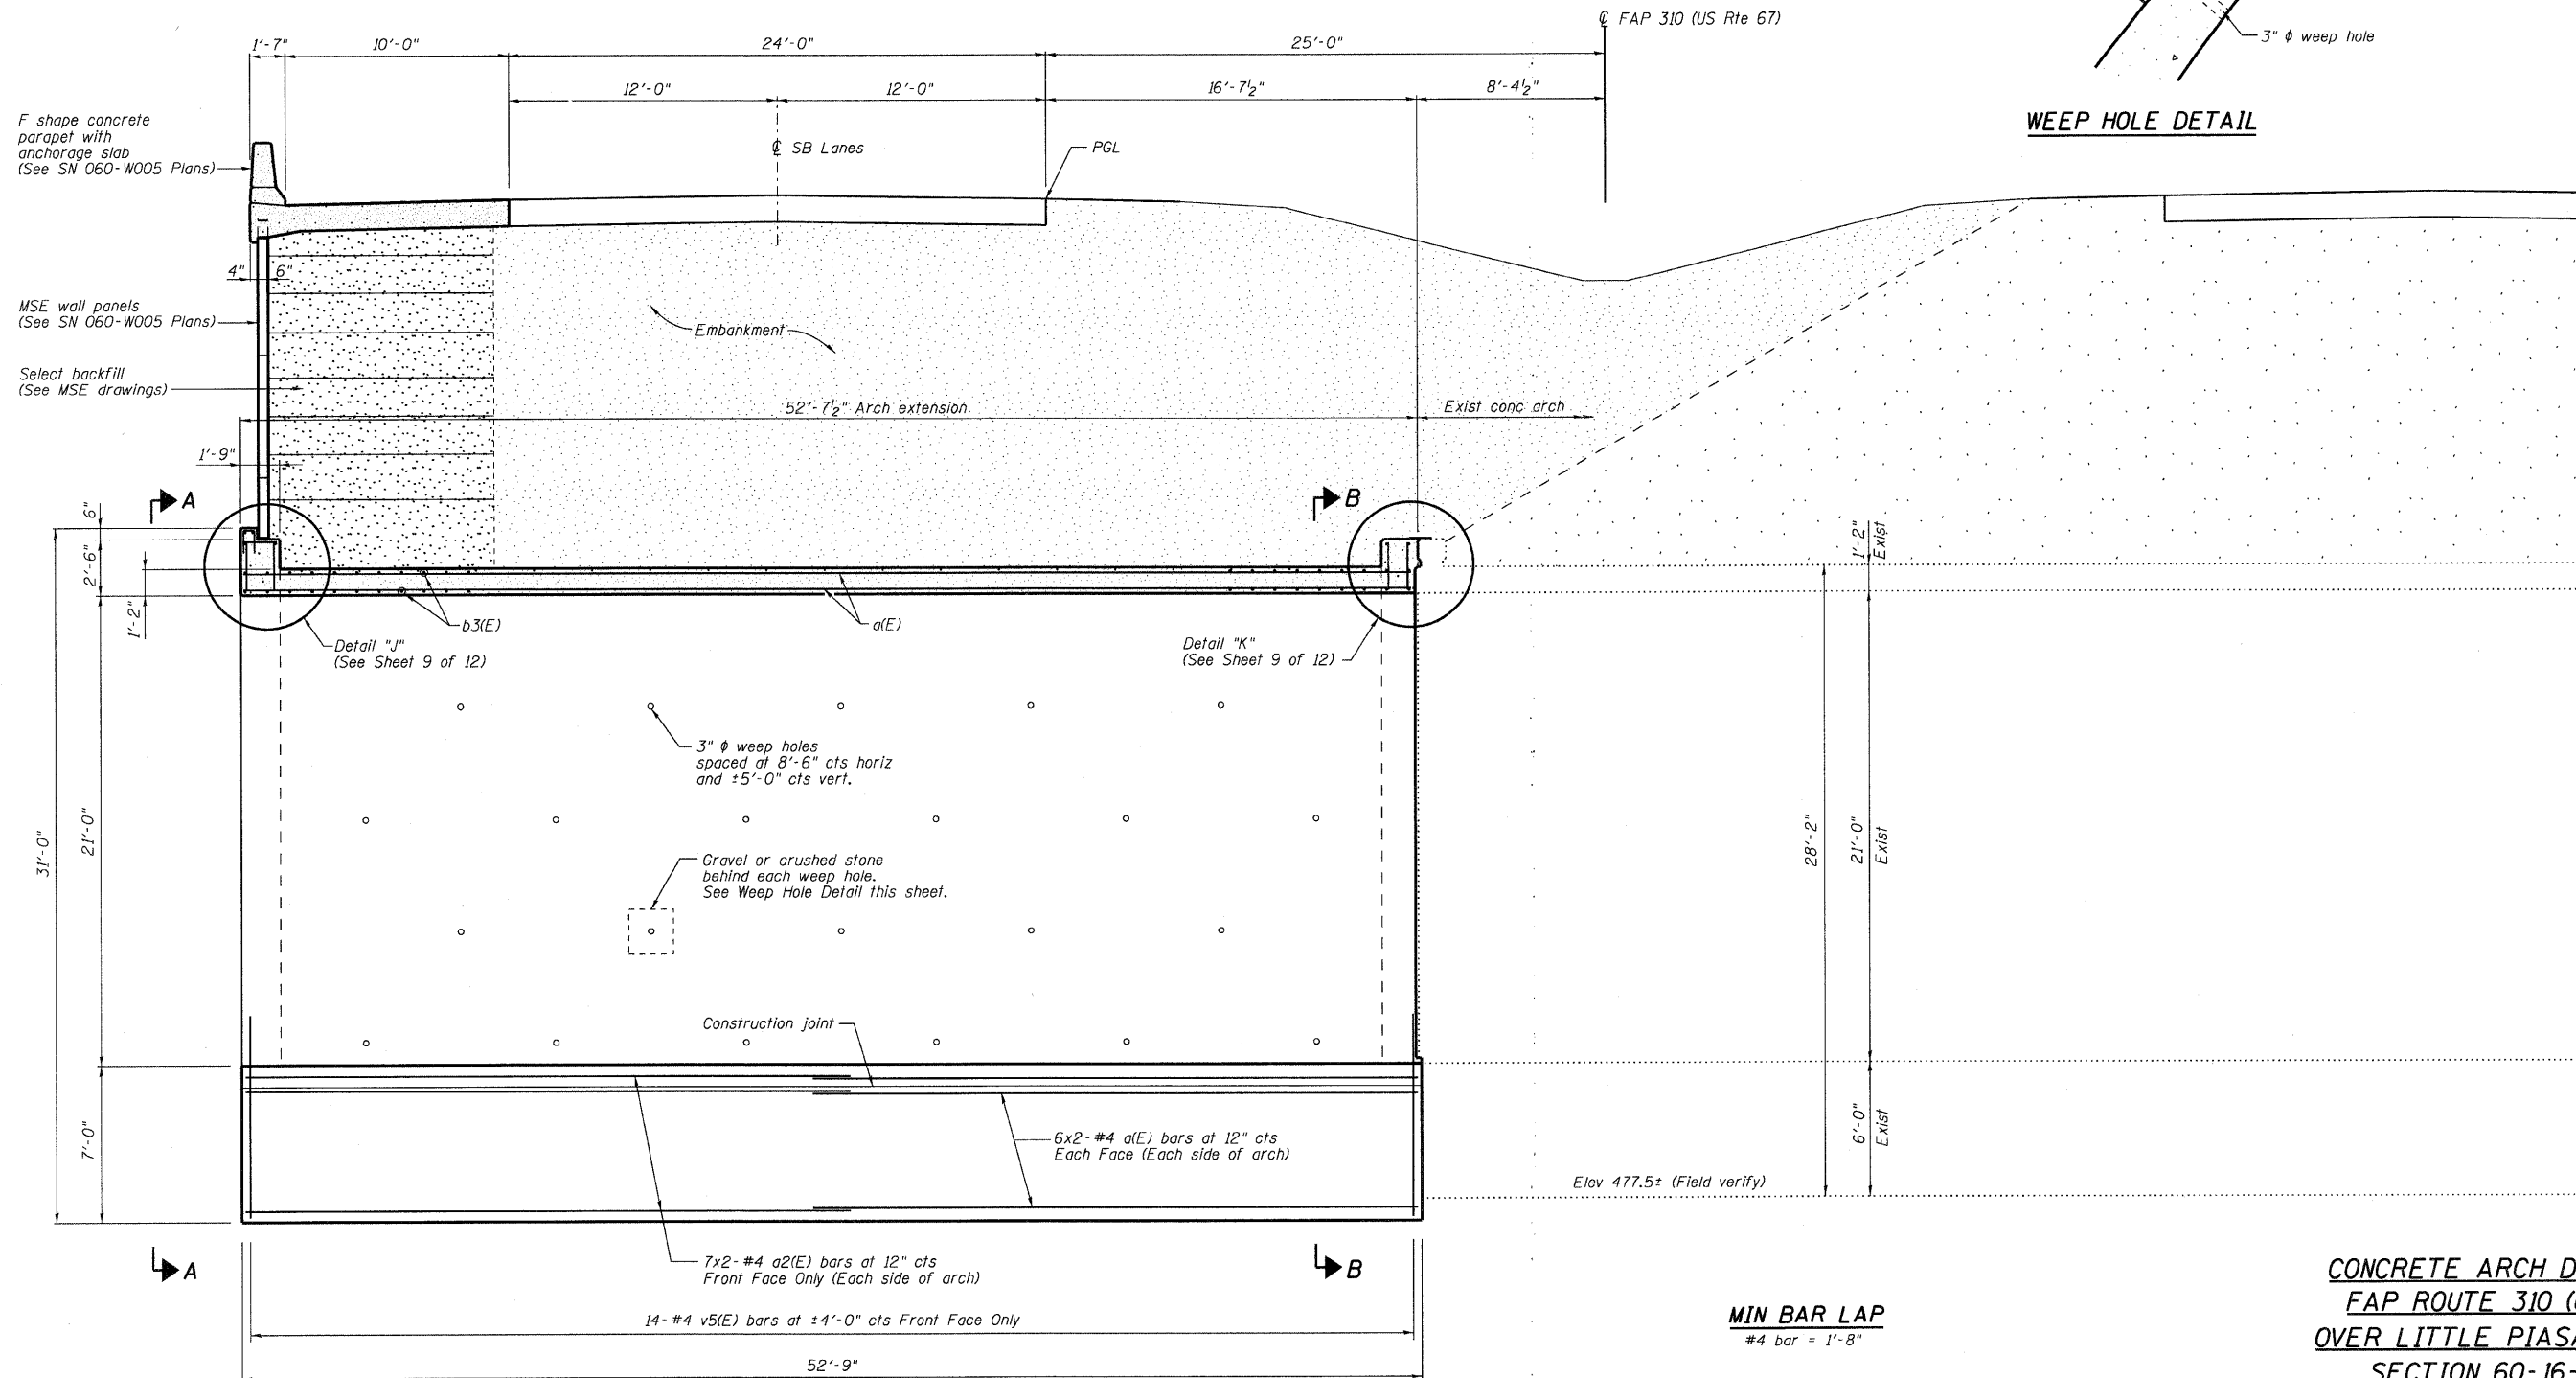 ℄ FAP 310 (US Rte 67)
1'-7"
10'-0"
24'-0"
25'-0"
3" φ weep hole
12'-0"
12'-0"
16'-7½"
8'-4½"
WEEP HOLE DETAIL
F shape concrete
parapet with
anchorage slab
(See SN 060-W005 Plans)
℄ SB Lanes
PGL
4"
6"
MSE wall panels
(See SN 060-W005 Plans)
Embankment
Select backfill
(See MSE drawings)
52'-7½" Arch extension
Exist conc arch
1'-9"
A
B
6"
2'-6"
1'-2"
1'-2"
Exist
b3(E)
a(E)
Detail "J"
(See Sheet 9 of 12)
Detail "K"
(See Sheet 9 of 12)
3" φ weep holes
spaced at 8'-6" cts horiz
and ±5'-0" cts vert.
31'-0"
21'-0"
28'-2"
21'-0"
Exist
Gravel or crushed stone
behind each weep hole.
See Weep Hole Detail this sheet.
Construction joint
7'-0"
6'-0"
Exist
6x2-#4 a(E) bars at 12" cts
Each Face (Each side of arch)
Elev 477.5± (Field verify)
A
B
7x2-#4 a2(E) bars at 12" cts
Front Face Only (Each side of arch)
14-#4 v5(E) bars at ±4'-0" cts Front Face Only
52'-9"
MIN BAR LAP
#4 bar = 1'-8"
CONCRETE ARCH D
FAP ROUTE 310 (
OVER LITTLE PIASA
SECTION 60-16-